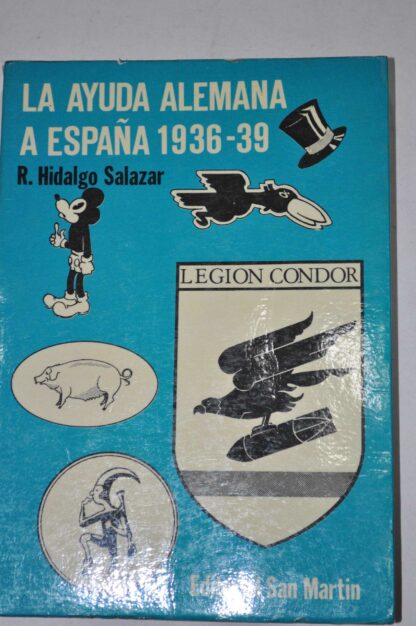 LA AYUDA ALEMANA
A ESPAÑA 1936-39
R. Hidalgo Salazar
LEGION CONDOR
San Martin